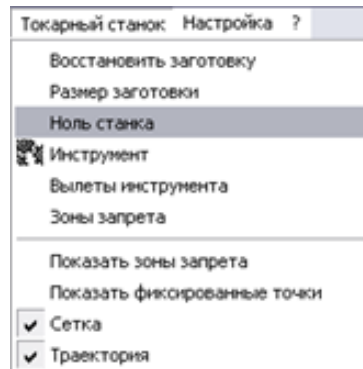 Токарный станок Настройка ?
Восстановить заготовку
Размер заготовки
Ноль станка
Инструмент
Вылеты инструмента
Зоны запрета
Показать зоны запрета
Показать фиксированные точки
Сетка
Траектория